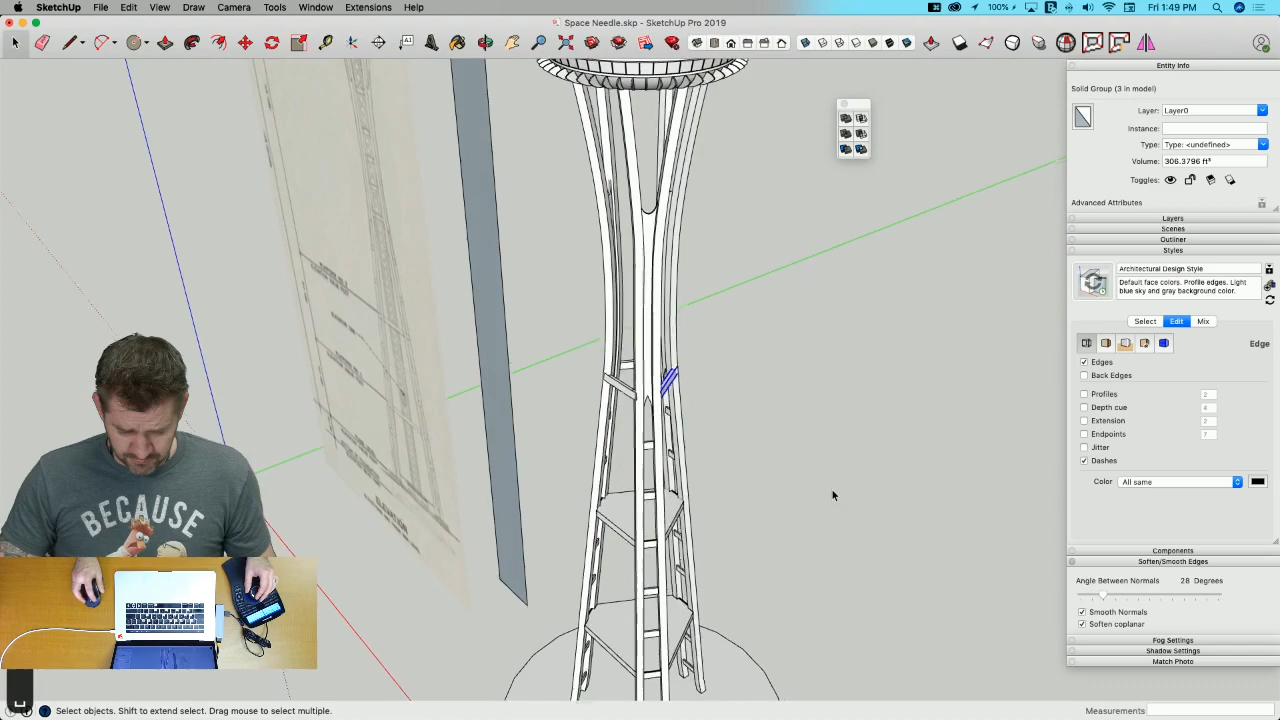 SketchUp File Edit View Draw Camera Tools Window Extensions Help
100% Fri 1:49 PM
Space Needle.skp - SketchUp Pro 2019
A1
Entity Info
Solid Group (3 in model)
Layer: Layer0
Instance:
Type: Type: <undefined>
Volume: 306.3796 ft³
Toggles:
Advanced Attributes
Layers
Scenes
Outliner
Styles
Architectural Design Style
Default face colors. Profile edges. Light
blue sky and gray background color.
Select Edit Mix
Edge
Edges
Back Edges
Profiles 2
Depth cue 4
Extension 2
Endpoints 7
Jitter
Dashes
Color All same
Components
Soften/Smooth Edges
Angle Between Normals 28 Degrees
Smooth Normals
Soften coplanar
Fog Settings
Shadow Settings
Match Photo
BECAUSE
Select objects. Shift to extend select. Drag mouse to select multiple.
Measurements